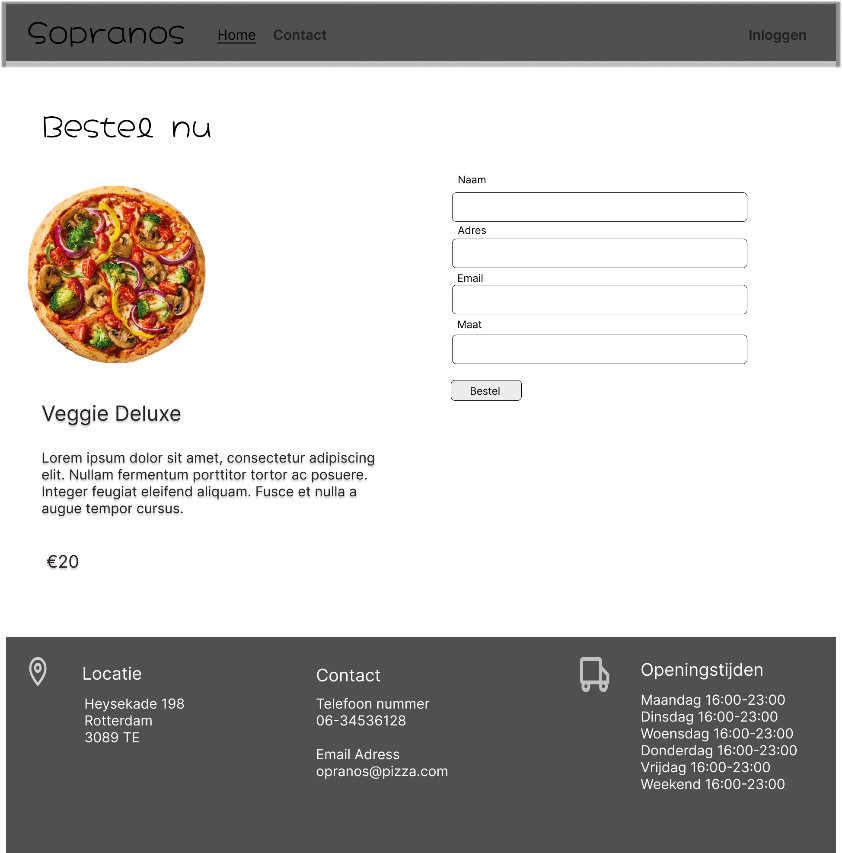 Sopranos Home Contact Inloggen
Bestel nu
Naam
Adres
Email
Maat
Bestel
Veggie Deluxe
Lorem ipsum dolor sit amet, consectetur adipiscing
elit. Nullam fermentum porttitor tortor ac posuere.
Integer feugiat eleifend aliquam. Fusce et nulla a
augue tempor cursus.
€20
Locatie
Heysekade 198
Rotterdam
3089 TE
Contact
Telefoon nummer
06-34536128
Email Adress
opranos@pizza.com
Openingstijden
Maandag 16:00-23:00
Dinsdag 16:00-23:00
Woensdag 16:00-23:00
Donderdag 16:00-23:00
Vrijdag 16:00-23:00
Weekend 16:00-23:00